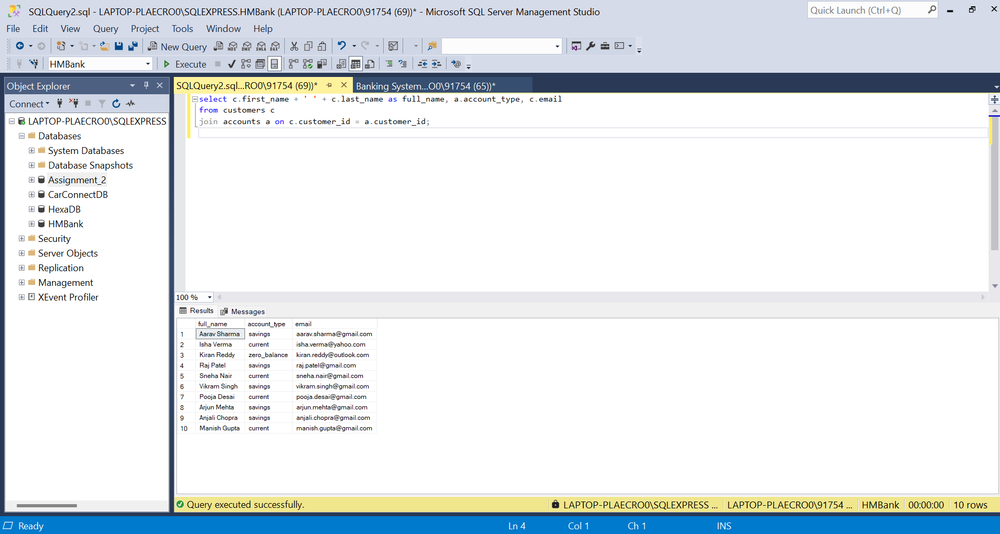 SQLQuery2.sql - LAPTOP-PLAECRO0\SQLEXPRESS.HMBank (LAPTOP-PLAECRO0\91754 (69))* - Microsoft SQL Server Management Studio
Quick Launch (Ctrl+Q)
File Edit View Query Project Tools Window Help
New Query MDX DMX XMLA DAX
HMBank Execute
Object Explorer
SQLQuery2.sql...RO0\91754 (69))* Banking System...O0\91754 (65))*
Connect
LAPTOP-PLAECRO0\SQLEXPRESS
Databases
System Databases
Database Snapshots
Assignment_2
CarConnectDB
HexaDB
HMBank
Security
Server Objects
Replication
Management
XEvent Profiler
select c.first_name + ' ' + c.last_name as full_name, a.account_type, c.email
from customers c
join accounts a on c.customer_id = a.customer_id;
100 %
Results Messages
full_name account_type email
1 Aarav Sharma savings aarav.sharma@gmail.com
2 Isha Verma current isha.verma@yahoo.com
3 Kiran Reddy zero_balance kiran.reddy@outlook.com
4 Raj Patel savings raj.patel@gmail.com
5 Sneha Nair current sneha.nair@gmail.com
6 Vikram Singh savings vikram.singh@gmail.com
7 Pooja Desai current pooja.desai@gmail.com
8 Arjun Mehta savings arjun.mehta@gmail.com
9 Anjali Chopra savings anjali.chopra@gmail.com
10 Manish Gupta current manish.gupta@gmail.com
Query executed successfully. LAPTOP-PLAECRO0\SQLEXPRESS ... LAPTOP-PLAECRO0\91754 ... HMBank 00:00:00 10 rows
Ready Ln 4 Col 1 Ch 1 INS